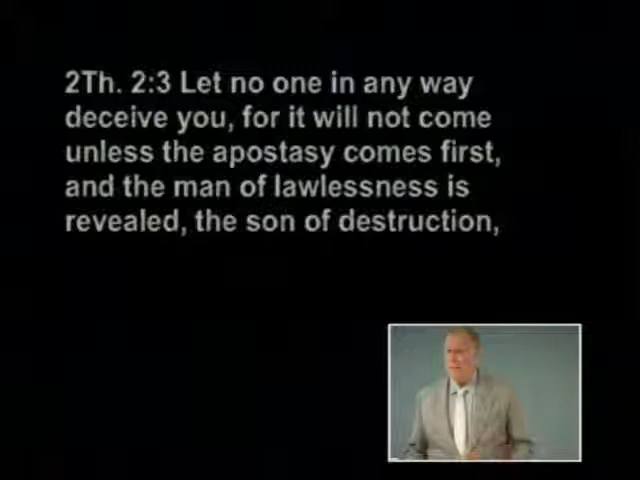 2Th. 2:3 Let no one in any way
deceive you, for it will not come
unless the apostasy comes first,
and the man of lawlessness is
revealed, the son of destruction,